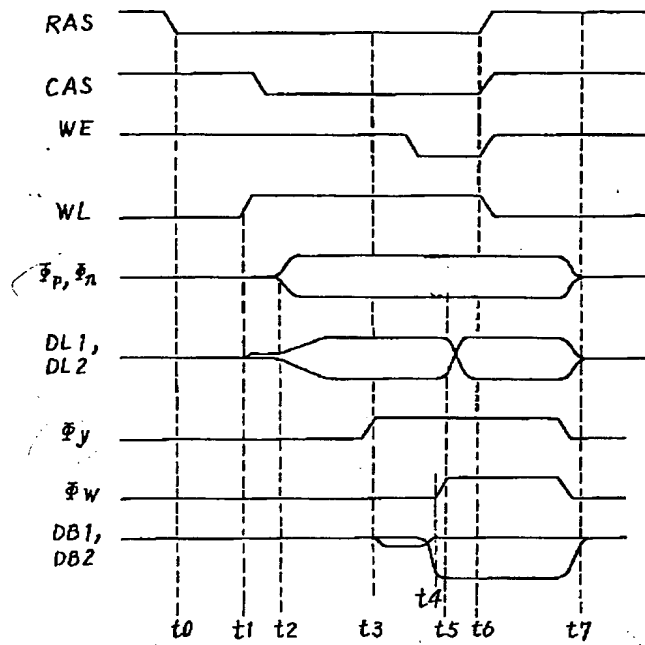 RAS
CAS
WE
WL
Φp, Φn
DL1,
DL2
Φy
Φw
DB1,
DB2
t0 t1 t2 t3 t4 t5 t6 t7